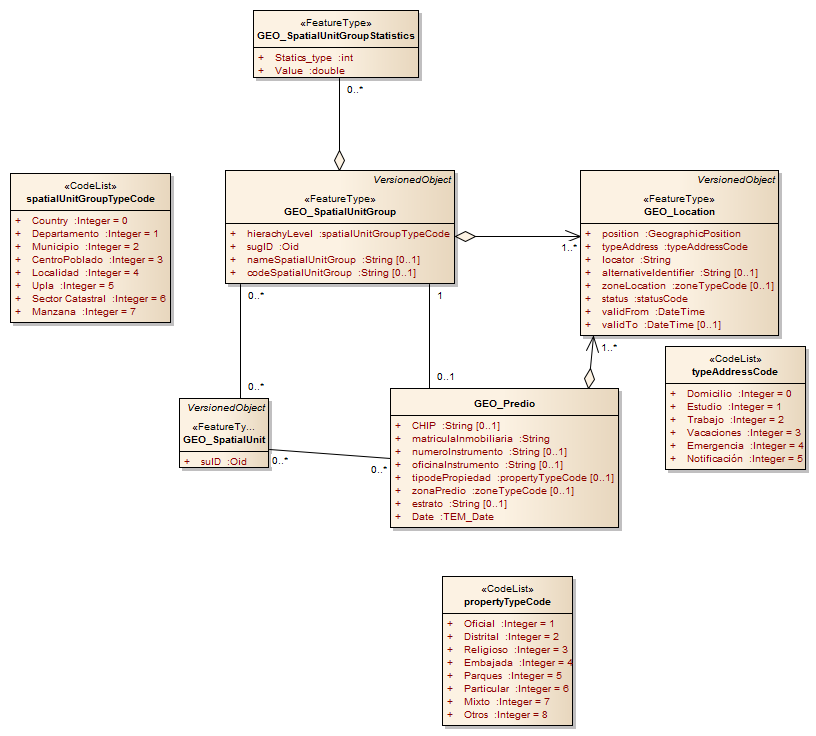 «FeatureType»
GEO_SpatialUnitGroupStatistics
+ Statics_type :int
+ Value :double
0..*
«CodeList»
spatialUnitGroupTypeCode
+ Country :Integer = 0
+ Departamento :Integer = 1
+ Municipio :Integer = 2
+ CentroPoblado :Integer = 3
+ Localidad :Integer = 4
+ Upla :Integer = 5
+ Sector Catastral :Integer = 6
+ Manzana :Integer = 7
VersionedObject
«FeatureType»
GEO_SpatialUnitGroup
+ hierachyLevel :spatialUnitGroupTypeCode
+ sugID :Oid
+ nameSpatialUnitGroup :String [0..1]
+ codeSpatialUnitGroup :String [0..1]
1..*
VersionedObject
«FeatureType»
GEO_Location
+ position :GeographicPosition
+ typeAddress :typeAddressCode
+ locator :String
+ alternativeIdentifier :String [0..1]
+ zoneLocation :zoneTypeCode [0..1]
+ status :statusCode
+ validFrom :DateTime
+ validTo :DateTime [0..1]
0..*
1
1..*
0..*
0..1
«CodeList»
typeAddressCode
+ Domicilio :Integer = 0
+ Estudio :Integer = 1
+ Trabajo :Integer = 2
+ Vacaciones :Integer = 3
+ Emergencia :Integer = 4
+ Notificación :Integer = 5
VersionedObject
«FeatureTy...
GEO_SpatialUnit
+ suID :Oid
0..*
0..*
GEO_Predio
+ CHIP :String [0..1]
+ matriculaInmobiliaria :String
+ numeroInstrumento :String [0..1]
+ oficinaInstrumento :String [0..1]
+ tipodePropiedad :propertyTypeCode [0..1]
+ zonaPredio :zoneTypeCode [0..1]
+ estrato :String [0..1]
+ Date :TEM_Date
«CodeList»
propertyTypeCode
+ Oficial :Integer = 1
+ Distrital :Integer = 2
+ Religioso :Integer = 3
+ Embajada :Integer = 4
+ Parques :Integer = 5
+ Particular :Integer = 6
+ Mixto :Integer = 7
+ Otros :Integer = 8